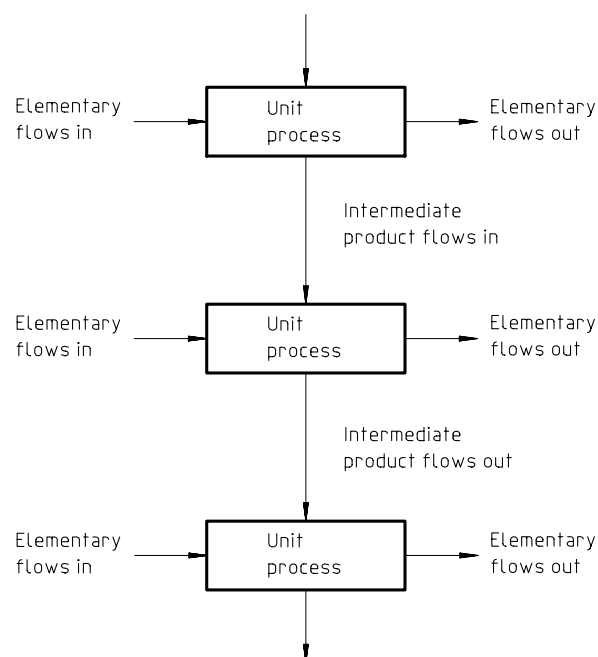 Elementary
flows in
Unit
process
Elementary
flows out
Intermediate
product flows in
Elementary
flows in
Unit
process
Elementary
flows out
Intermediate
product flows out
Elementary
flows in
Unit
process
Elementary
flows out